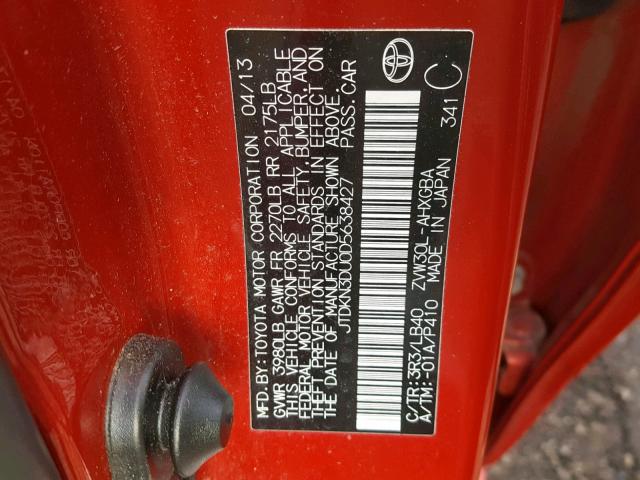 MFD.BY:TOYOTA MOTOR CORPORATION 04/13
GVWR 3980LB GAWR FR 2270LB RR 2175LB
THIS VEHICLE CONFORMS TO ALL APPLICABLE
FEDERAL MOTOR VEHICLE SAFETY, BUMPER, AND
THEFT PREVENTION STANDARDS IN EFFECT ON
THE DATE OF MANUFACTURE SHOWN ABOVE.
JTDKN3DU0D5638427 PASS.CAR
C/TR:3R3/LB40 ZVW30L-AHXGBA
A/TM:-01A/P410 MADE IN JAPAN 341 C